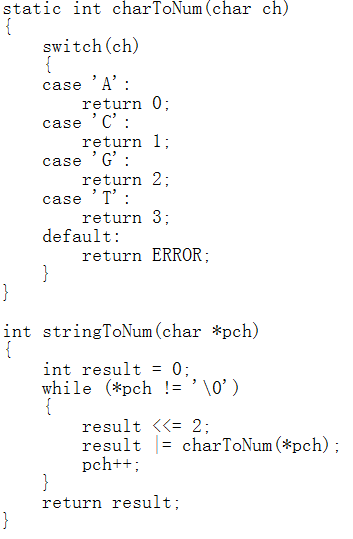 static int charToNum(char ch)
{
    switch(ch)
    {
    case 'A':
        return 0;
    case 'C':
        return 1;
    case 'G':
        return 2;
    case 'T':
        return 3;
    default:
        return ERROR;
    }
}

int stringToNum(char *pch)
{
    int result = 0;
    while (*pch != '\0')
    {
        result <<= 2;
        result |= charToNum(*pch);
        pch++;
    }
    return result;
}